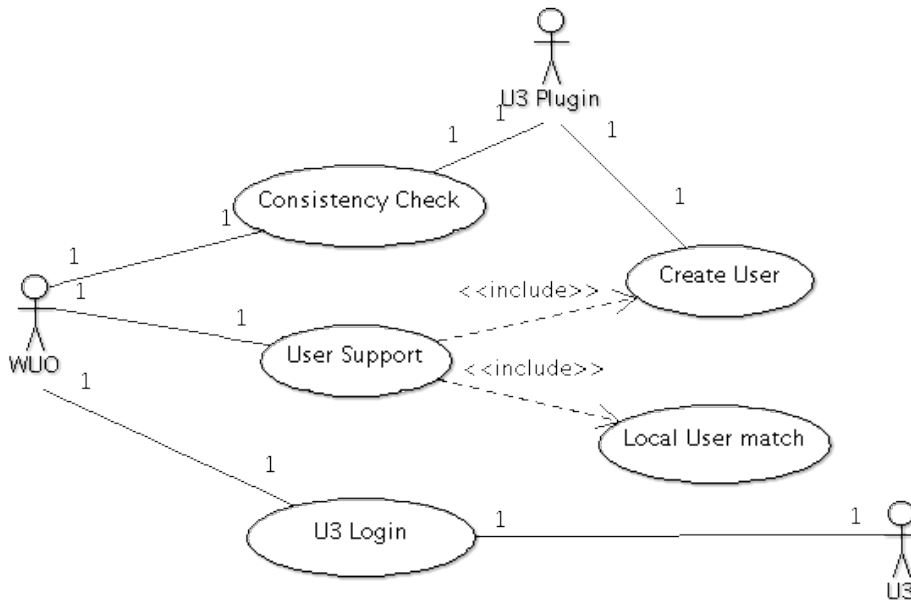 U3 Plugin
1
1
1
Consistency Check
1
1
1
1
Create User
<<include>>
1
User Support
WUO
<<include>>
1
Local User match
1
U3 Login
1
1
U3